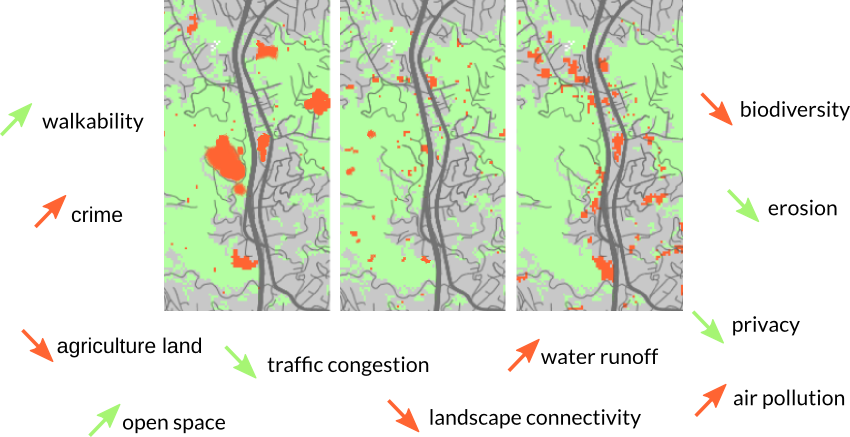 walkability
biodiversity
crime
erosion
privacy
agriculture land
traffic congestion
water runoff
air pollution
open space
landscape connectivity